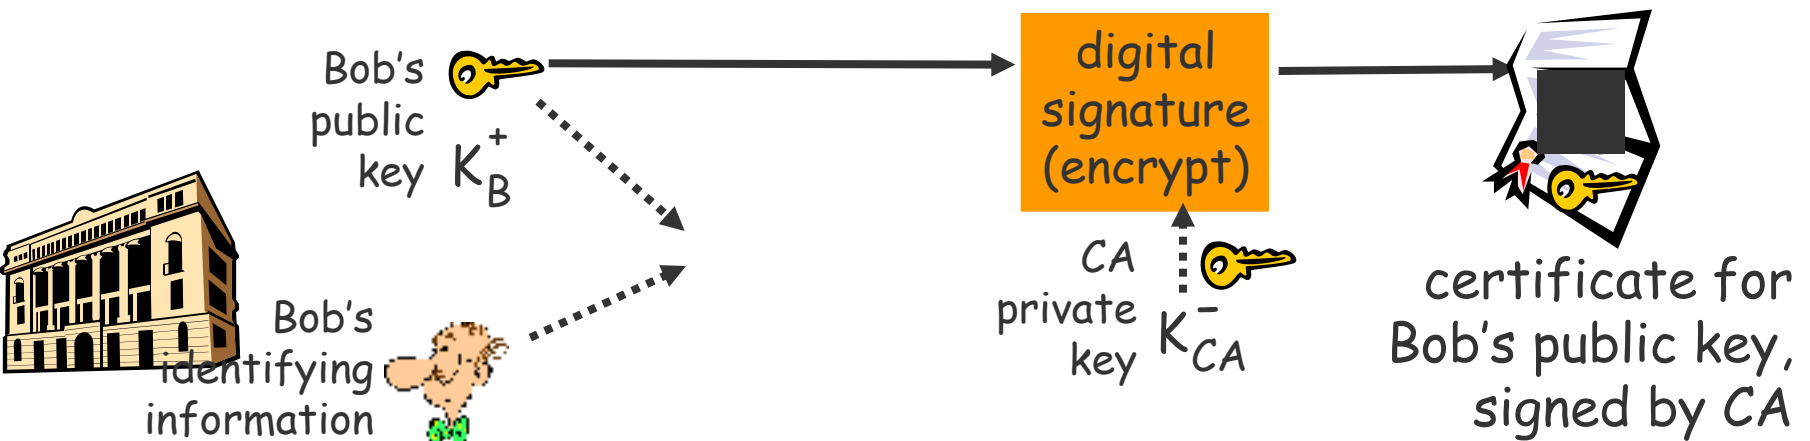 Bob's
public
key
K+B
digital
signature
(encrypt)
CA
private
key
K-CA
Bob's
identifying
information
certificate for
Bob's public key,
signed by CA